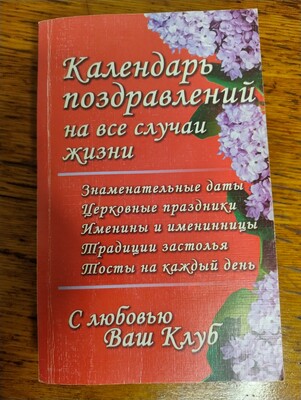 Календарь
поздравлений
на все случаи
жизни
Знаменательные даты
Церковные праздники
Именины и именинницы
Традиции застолья
Тосты на каждый день
С любовью
Ваш Клуб